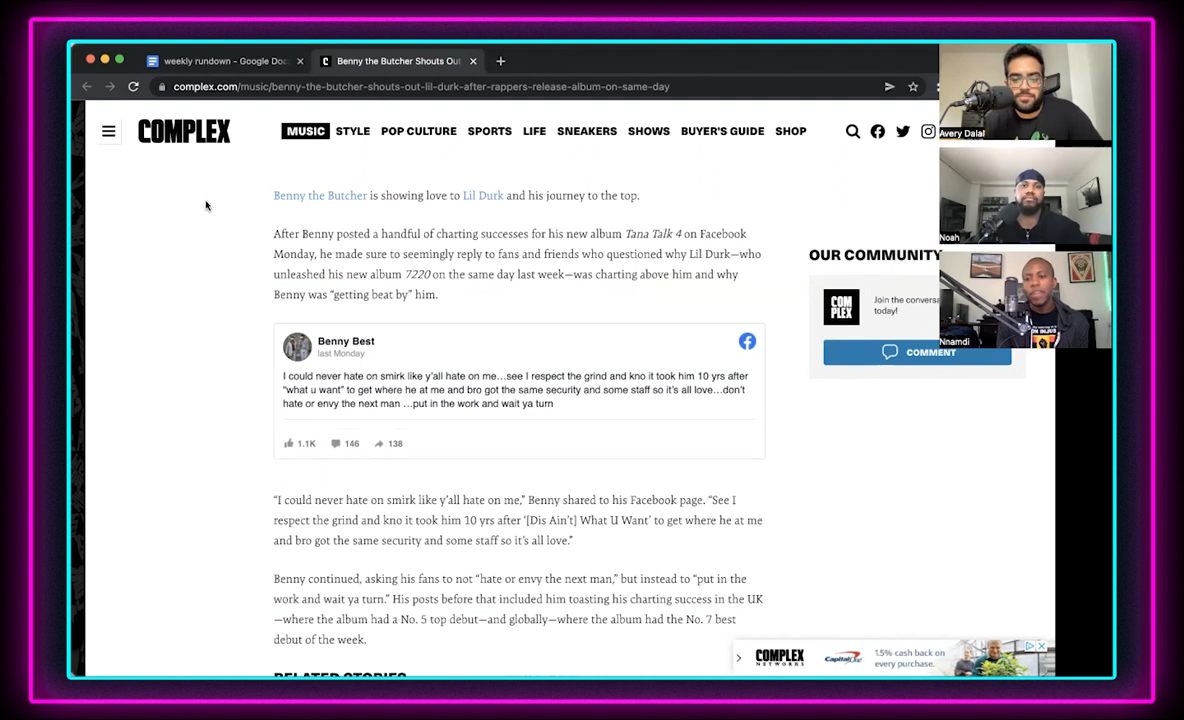 weekly rundown - Google Doc
Benny the Butcher Shouts Out
complex.com/music/benny-the-butcher-shouts-out-lil-durk-after-rappers-release-album-on-same-day
COMPLEX
MUSIC STYLE POP CULTURE SPORTS LIFE SNEAKERS SHOWS BUYER'S GUIDE SHOP
Avery Dalal
Noah
Nnamdi
Benny the Butcher is showing love to Lil Durk and his journey to the top.
After Benny posted a handful of charting successes for his new album Tana Talk 4 on Facebook
Monday, he made sure to seemingly reply to fans and friends who questioned why Lil Durk—who
unleashed his new album 7220 on the same day last week—was charting above him and why
Benny was “getting beat by” him.
Benny Best
last Monday
I could never hate on smirk like y'all hate on me...see I respect the grind and kno it took him 10 yrs after
“what u want” to get where he at me and bro got the same security and some staff so it's all love...don't
hate or envy the next man ...put in the work and wait ya turn
1.1K 146 138
“I could never hate on smirk like y'all hate on me,” Benny shared to his Facebook page. “See I
respect the grind and kno it took him 10 yrs after ‘[Dis Ain't] What U Want’ to get where he at me
and bro got the same security and some staff so it's all love.”
Benny continued, asking his fans to not “hate or envy the next man,” but instead to “put in the
work and wait ya turn.” His posts before that included him toasting his charting success in the UK
—where the album had a No. 5 top debut—and globally—where the album had the No. 7 best
debut of the week.
RELATED STORIES
OUR COMMUNITY
COM
PLEX
Join the conversa
today!
COMMENT
COMPLEX
NETWORKS
Capital One
1.5% cash back on
every purchase.